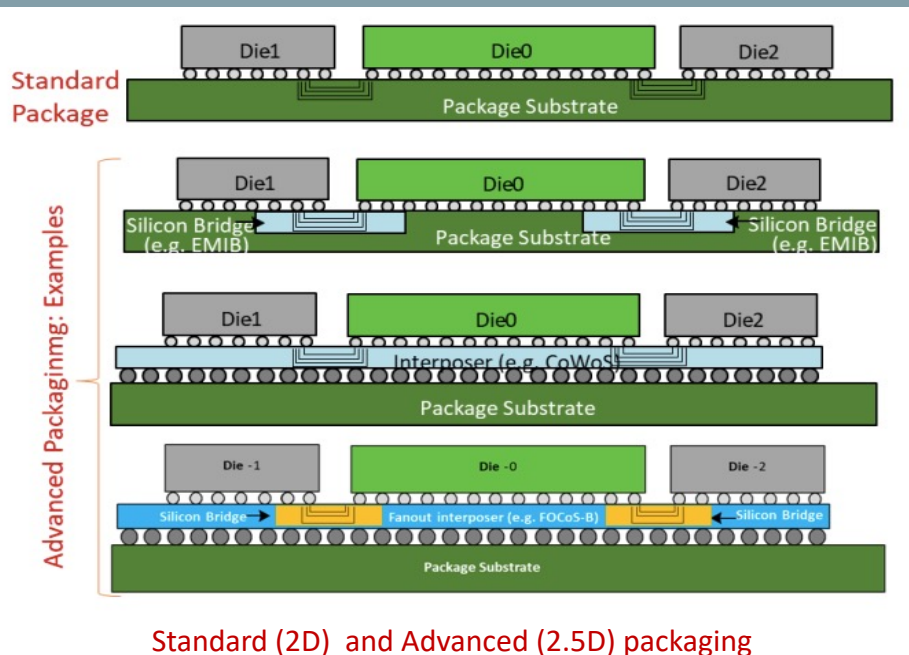 Die1
Die0
Die2
Standard
Package
Package Substrate
Advanced Packaginmg: Examples
Die1
Die0
Die2
Silicon Bridge
(e.g. EMIB)
Package Substrate
Silicon Bridge
(e.g. EMIB)
Die1
Die0
Die2
Interposer (e.g. CoWoS)
Package Substrate
Die -1
Die -0
Die -2
Silicon Bridge
Fanout interposer (e.g. FOCoS-B)
Silicon Bridge
Package Substrate
Standard (2D) and Advanced (2.5D) packaging